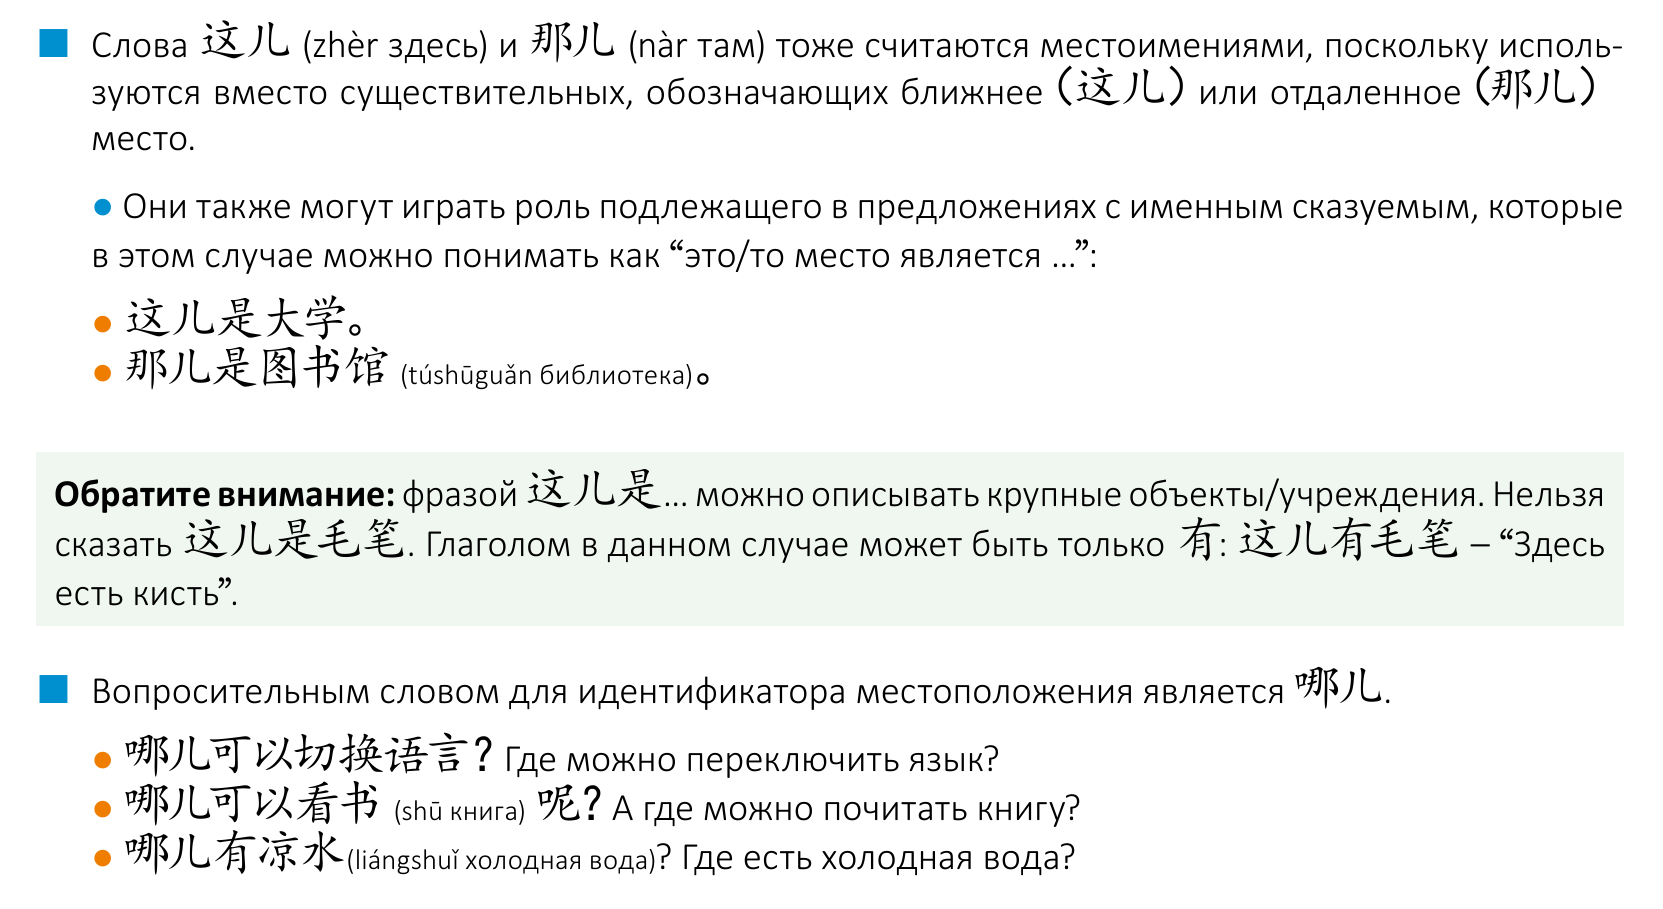 Слова 这儿 (zhèr здесь) и 那儿 (nàr там) тоже считаются местоимениями, поскольку исполь-
зуются вместо существительных, обозначающих ближнее (这儿) или отдаленное (那儿)
место.
● Они также могут играть роль подлежащего в предложениях с именным сказуемым, которые
в этом случае можно понимать как “это/то место является ...”:
● 这儿是大学。
● 那儿是图书馆 (túshūguǎn библиотека)。
Обратите внимание: фразой 这儿是... можно описывать крупные объекты/учреждения. Нельзя
сказать 这儿是毛笔. Глаголом в данном случае может быть только 有: 这儿有毛笔 – “Здесь
есть кисть”.
Вопросительным словом для идентификатора местоположения является 哪儿.
● 哪儿可以切换语言? Где можно переключить язык?
● 哪儿可以看书 (shū книга) 呢? А где можно почитать книгу?
● 哪儿有凉水(liángshuǐ холодная вода)? Где есть холодная вода?